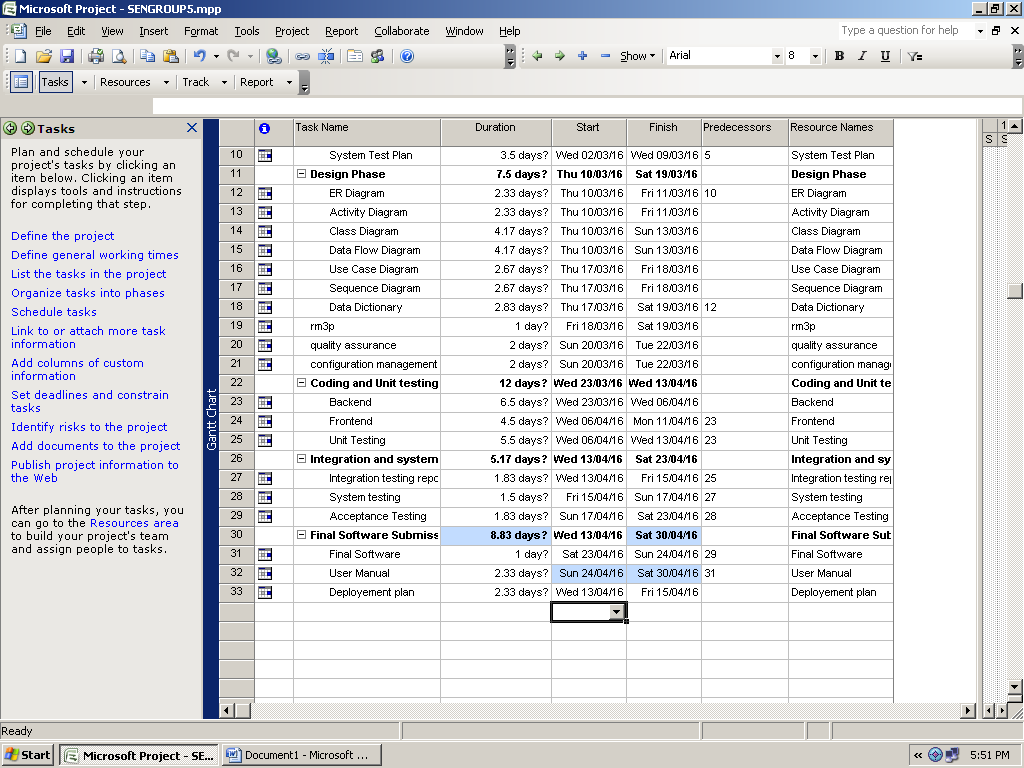 Microsoft Project - SENGROUP5.mpp
File Edit View Insert Format Tools Project Report Collaborate Window Help Type a question for help
Show Arial 8 B I U
Tasks Resources Track Report
Tasks
Plan and schedule your
project's tasks by clicking an
item below. Clicking an item
displays tools and instructions
for completing that step.
Define the project
Define general working times
List the tasks in the project
Organize tasks into phases
Schedule tasks
Link to or attach more task
information
Add columns of custom
information
Set deadlines and constrain
tasks
Identify risks to the project
Add documents to the project
Publish project information to
the Web
After planning your tasks, you
can go to the Resources area
to build your project's team
and assign people to tasks.
Gantt Chart
Task Name Duration Start Finish Predecessors Resource Names 1
S S
10 System Test Plan 3.5 days? Wed 02/03/16 Wed 09/03/16 5 System Test Plan
11 Design Phase 7.5 days? Thu 10/03/16 Sat 19/03/16 Design Phase
12 ER Diagram 2.33 days? Thu 10/03/16 Fri 11/03/16 10 ER Diagram
13 Activity Diagram 2.33 days? Thu 10/03/16 Fri 11/03/16 Activity Diagram
14 Class Diagram 4.17 days? Thu 10/03/16 Sun 13/03/16 Class Diagram
15 Data Flow Diagram 4.17 days? Thu 10/03/16 Sun 13/03/16 Data Flow Diagram
16 Use Case Diagram 2.67 days? Thu 17/03/16 Fri 18/03/16 Use Case Diagram
17 Sequence Diagram 2.67 days? Thu 17/03/16 Fri 18/03/16 Sequence Diagram
18 Data Dictionary 2.83 days? Thu 17/03/16 Sat 19/03/16 12 Data Dictionary
19 rm3p 1 day? Fri 18/03/16 Sat 19/03/16 rm3p
20 quality assurance 2 days? Sun 20/03/16 Tue 22/03/16 quality assurance
21 configuration management 2 days? Sun 20/03/16 Tue 22/03/16 configuration manag
22 Coding and Unit testing 12 days? Wed 23/03/16 Wed 13/04/16 Coding and Unit te
23 Backend 6.5 days? Wed 23/03/16 Wed 06/04/16 Backend
24 Frontend 4.5 days? Wed 06/04/16 Mon 11/04/16 23 Frontend
25 Unit Testing 5.5 days? Wed 06/04/16 Wed 13/04/16 23 Unit Testing
26 Integration and system 5.17 days? Wed 13/04/16 Sat 23/04/16 Integration and sy
27 Integration testing repo 1.83 days? Wed 13/04/16 Fri 15/04/16 25 Integration testing re
28 System testing 1.5 days? Fri 15/04/16 Sun 17/04/16 27 System testing
29 Acceptance Testing 1.83 days? Sun 17/04/16 Sat 23/04/16 28 Acceptance Testing
30 Final Software Submiss 8.83 days? Wed 13/04/16 Sat 30/04/16 Final Software Sub
31 Final Software 1 day? Sat 23/04/16 Sun 24/04/16 29 Final Software
32 User Manual 2.33 days? Sun 24/04/16 Sat 30/04/16 31 User Manual
33 Deployement plan 2.33 days? Wed 13/04/16 Fri 15/04/16 Deployement plan
Ready
Start Microsoft Project - SE... Document1 - Microsoft ... « 5:51 PM